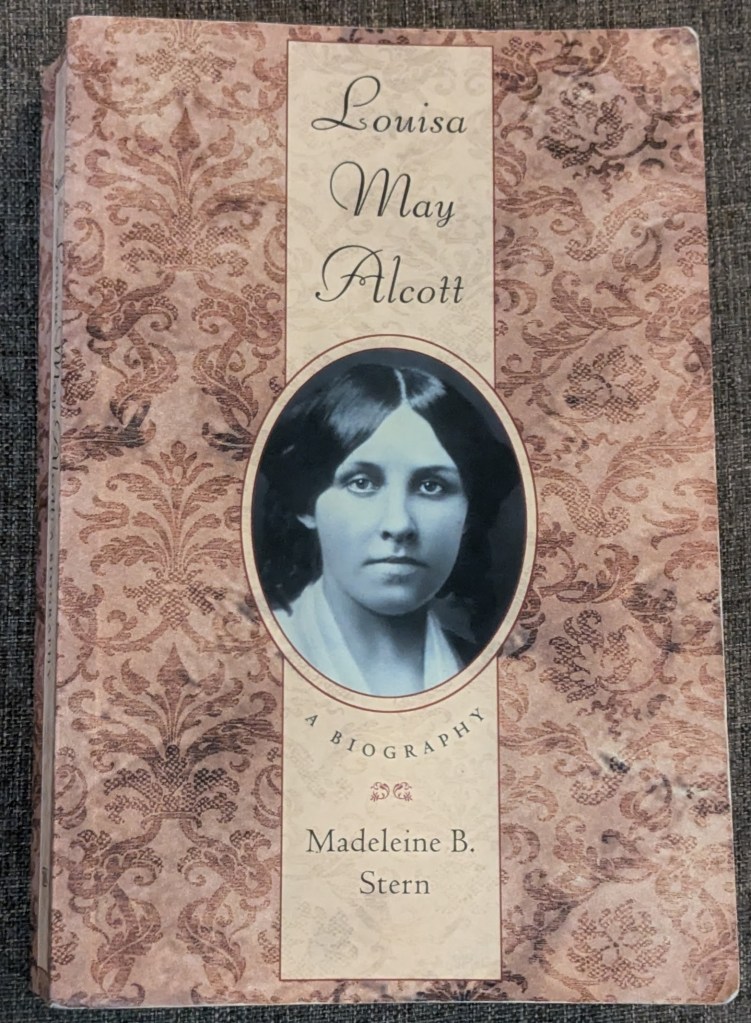 Louisa
May
Alcott
A BIOGRAPHY
Madeleine B.
Stern